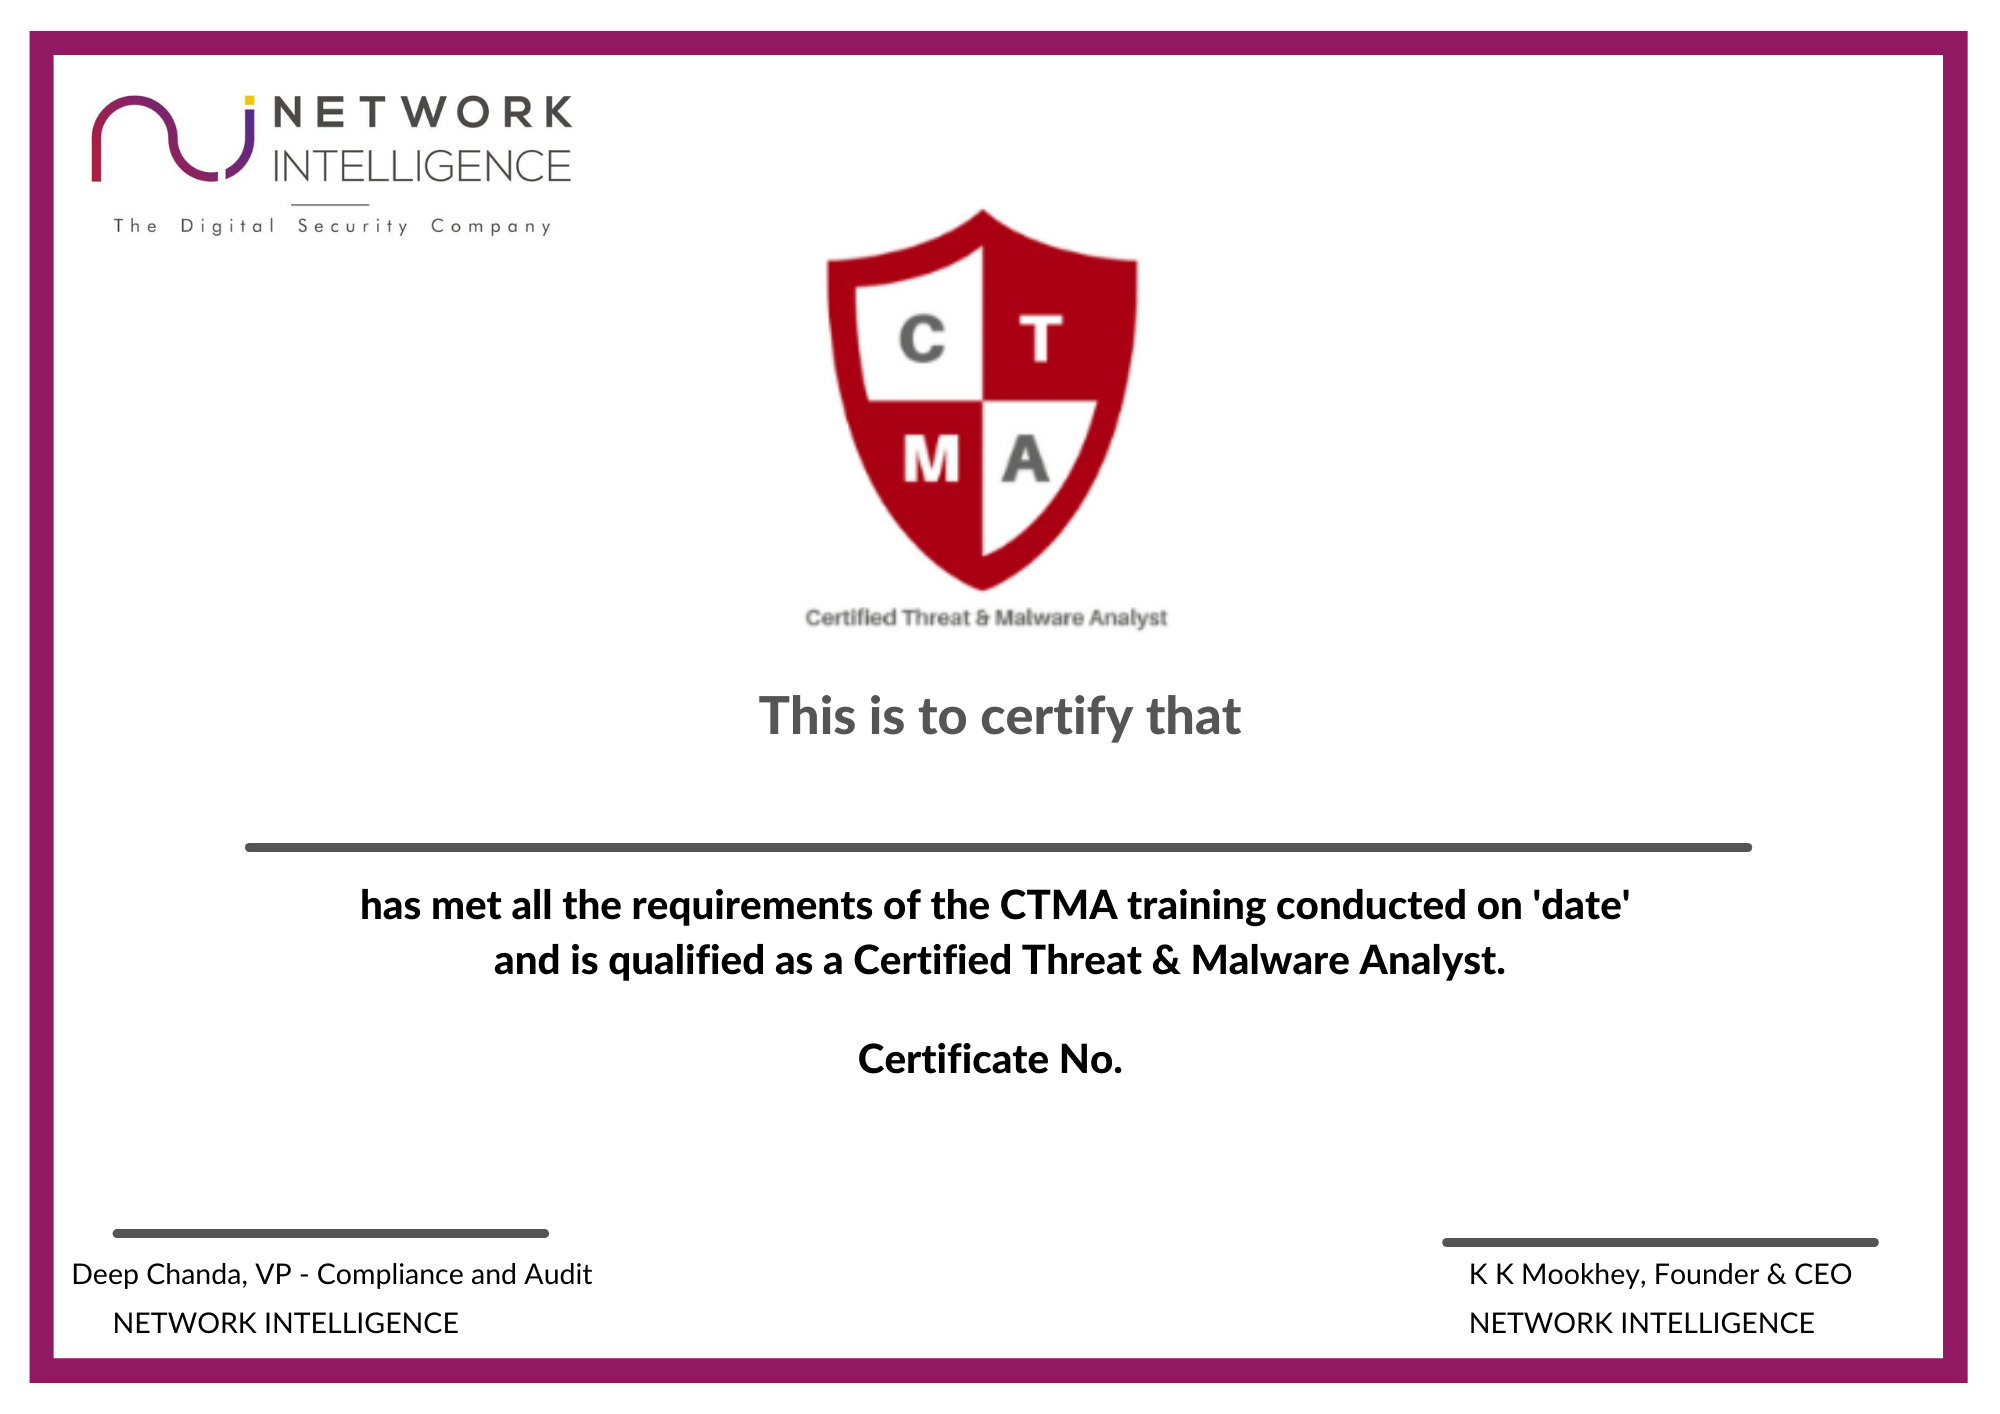 NETWORK
INTELLIGENCE
The Digital Security Company
C T
M A
Certified Threat & Malware Analyst
This is to certify that
has met all the requirements of the CTMA training conducted on 'date'
and is qualified as a Certified Threat & Malware Analyst.
Certificate No.
Deep Chanda, VP - Compliance and Audit
NETWORK INTELLIGENCE
K K Mookhey, Founder & CEO
NETWORK INTELLIGENCE